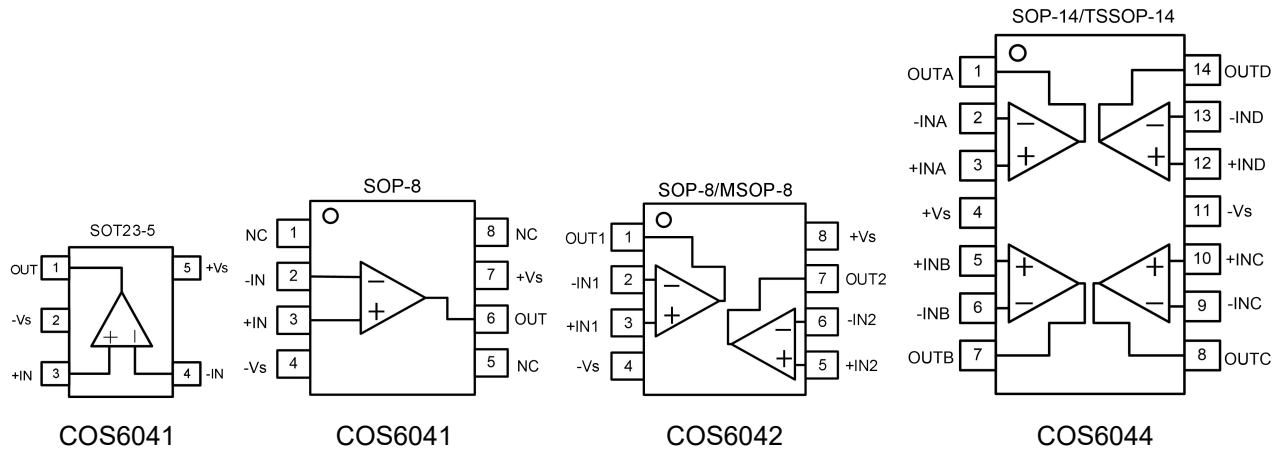 SOT23-5
OUT 1 5 +Vs
-Vs 2
+IN 3 + - 4 -IN
COS6041
SOP-8
NC 1 8 NC
-IN 2 - 7 +Vs
+IN 3 + 6 OUT
-Vs 4 5 NC
COS6041
SOP-8/MSOP-8
OUT1 1 8 +Vs
-IN1 2 - 7 OUT2
+IN1 3 + - 6 -IN2
-Vs 4 + 5 +IN2
COS6042
SOP-14/TSSOP-14
OUTA 1 14 OUTD
-INA 2 - - 13 -IND
+INA 3 + + 12 +IND
+Vs 4 11 -Vs
+INB 5 + + 10 +INC
-INB 6 - - 9 -INC
OUTB 7 8 OUTC
COS6044